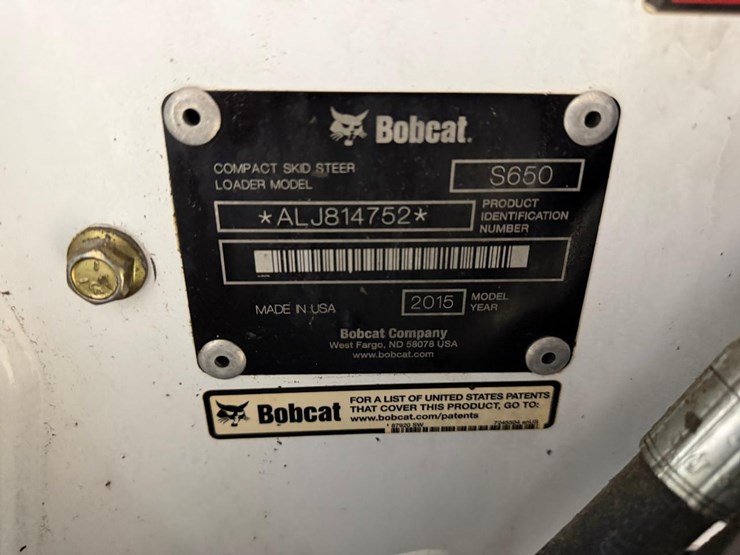 Bobcat.
COMPACT SKID STEER
LOADER MODEL
S650
*ALJ814752*
PRODUCT
IDENTIFICATION
NUMBER
MADE IN USA
2015
MODEL
YEAR
Bobcat Company
West Fargo, ND 58078 USA
www.bobcat.com
Bobcat
FOR A LIST OF UNITED STATES PATENTS
THAT COVER THIS PRODUCT, GO TO:
www.bobcat.com/patents